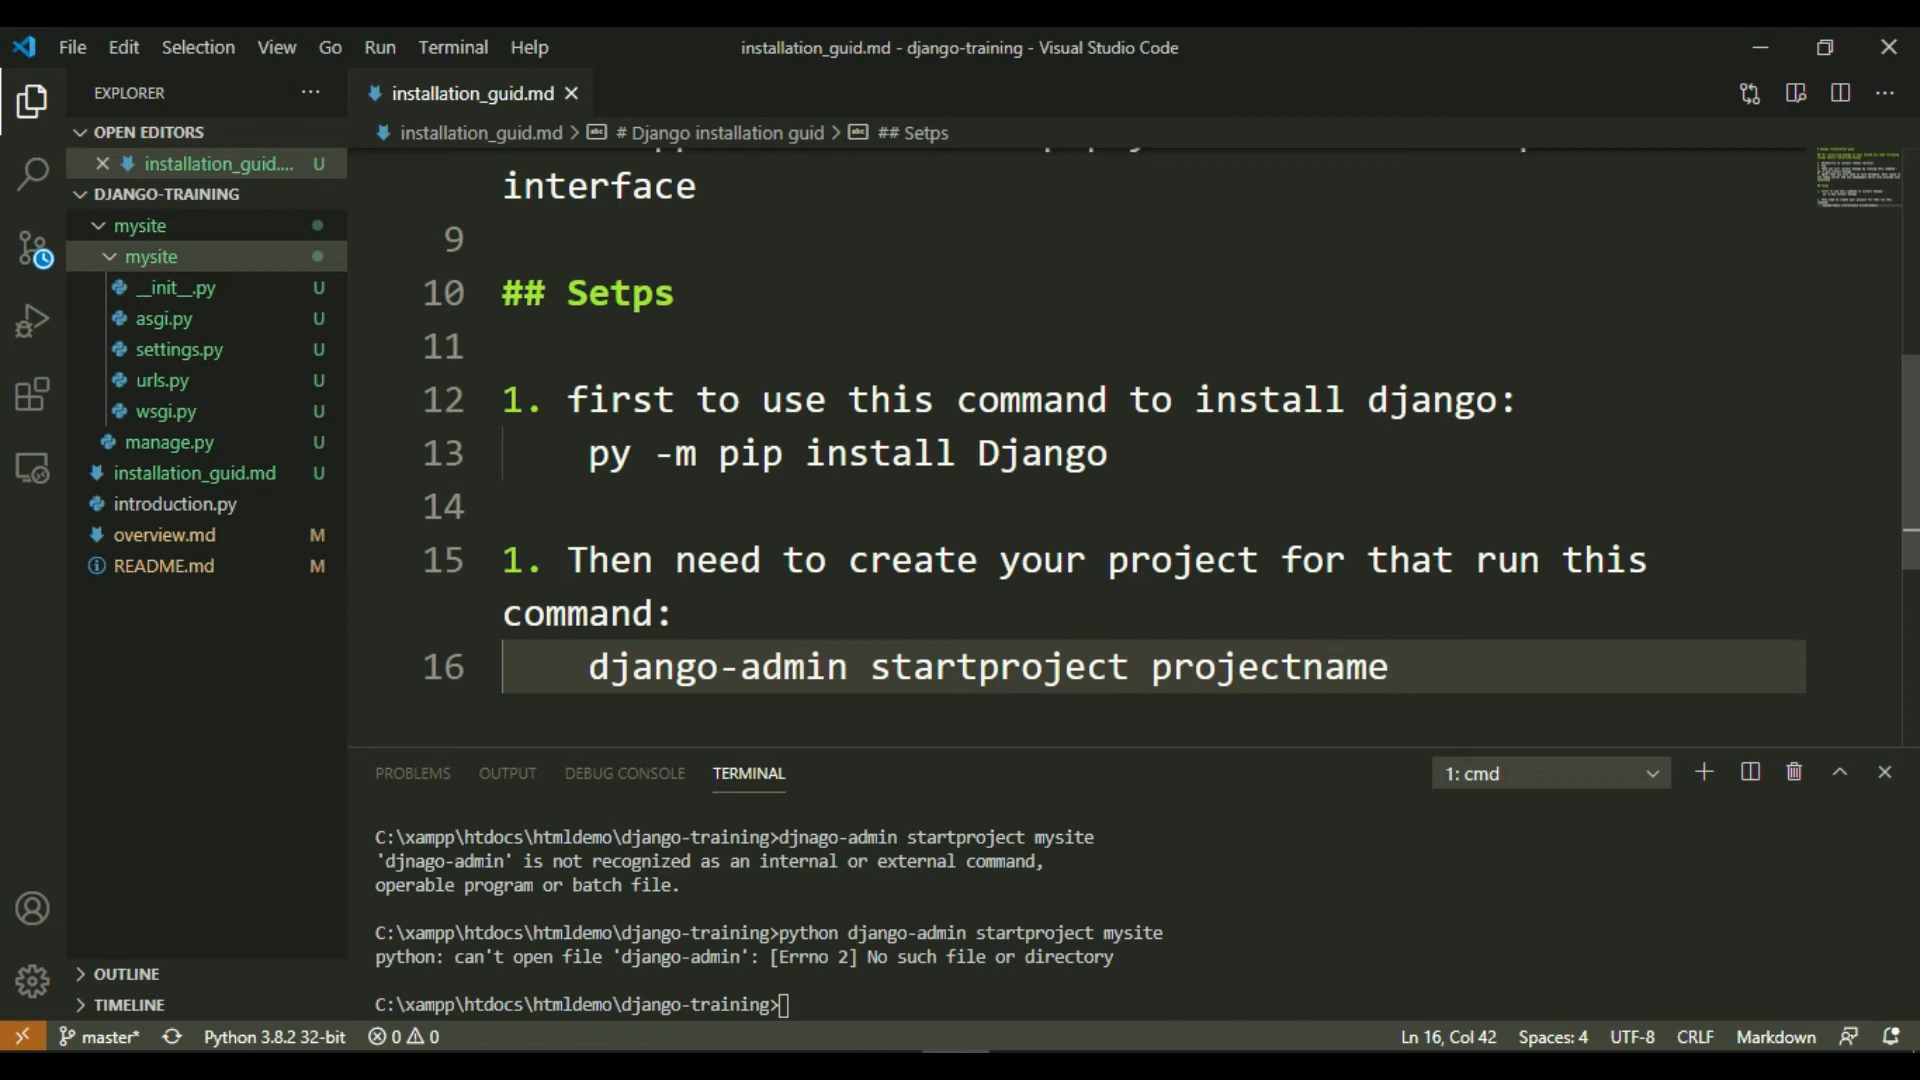 File Edit Selection View Go Run Terminal Help
installation_guid.md - django-training - Visual Studio Code
EXPLORER
installation_guid.md
OPEN EDITORS
installation_guid.md > # Django installation guid > ## Setps
installation_guid.... U
DJANGO-TRAINING
mysite
mysite
__init__.py U
asgi.py U
settings.py U
urls.py U
wsgi.py U
manage.py U
installation_guid.md U
introduction.py
overview.md M
README.md M
OUTLINE
TIMELINE
interface
9
10 ## Setps
11
12 1. first to use this command to install django:
13 py -m pip install Django
14
15 1. Then need to create your project for that run this
command:
16 django-admin startproject projectname
PROBLEMS OUTPUT DEBUG CONSOLE TERMINAL
1: cmd
C:\xampp\htdocs\htmldemo\django-training>djnago-admin startproject mysite
'djnago-admin' is not recognized as an internal or external command,
operable program or batch file.
C:\xampp\htdocs\htmldemo\django-training>python django-admin startproject mysite
python: can't open file 'django-admin': [Errno 2] No such file or directory
C:\xampp\htdocs\htmldemo\django-training>
master* Python 3.8.2 32-bit 0 0
Ln 16, Col 42 Spaces: 4 UTF-8 CRLF Markdown